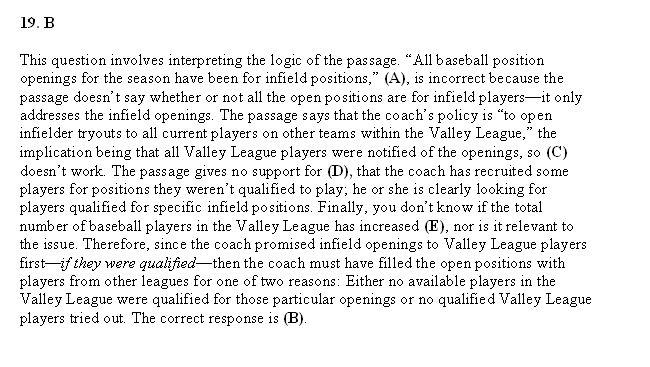 19. B
This question involves interpreting the logic of the passage. “All baseball position
openings for the season have been for infield positions,” (A), is incorrect because the
passage doesn’t say whether or not all the open positions are for infield players—it only
addresses the infield openings. The passage says that the coach’s policy is “to open
infielder tryouts to all current players on other teams within the Valley League,” the
implication being that all Valley League players were notified of the openings, so (C)
doesn’t work. The passage gives no support for (D), that the coach has recruited some
players for positions they weren’t qualified to play; he or she is clearly looking for
players qualified for specific infield positions. Finally, you don’t know if the total
number of baseball players in the Valley League has increased (E), nor is it relevant to
the issue. Therefore, since the coach promised infield openings to Valley League players
first—if they were qualified—then the coach must have filled the open positions with
players from other leagues for one of two reasons: Either no available players in the
Valley League were qualified for those particular openings or no qualified Valley League
players tried out. The correct response is (B).